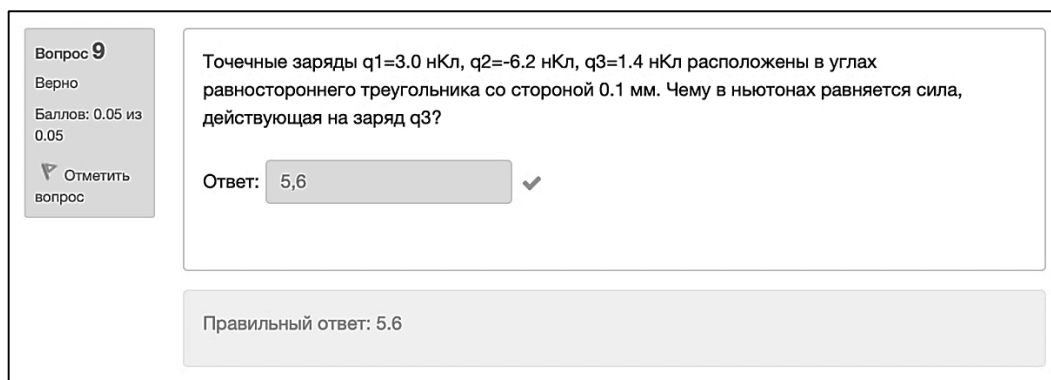 Вопрос 9
Верно
Баллов: 0.05 из
0.05
Отметить
вопрос
Точечные заряды q1=3.0 нКл, q2=-6.2 нКл, q3=1.4 нКл расположены в углах
равностороннего треугольника со стороной 0.1 мм. Чему в ньютонах равняется сила,
действующая на заряд q3?
Ответ: 5,6
Правильный ответ: 5.6